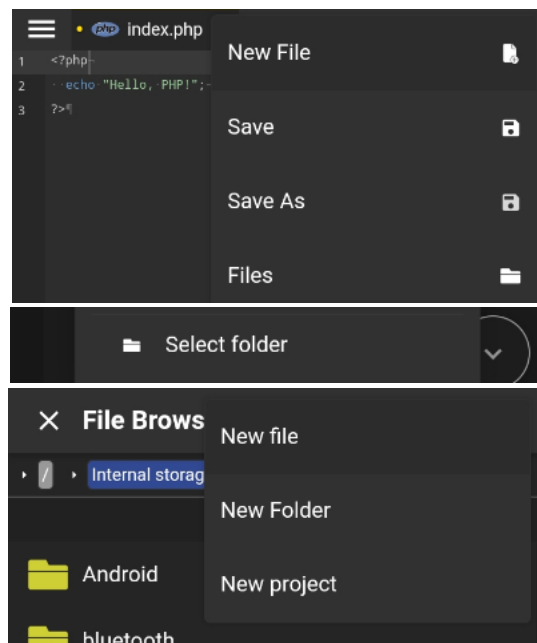 php index.php
New File
1 <?php
2 echo "Hello, PHP!";
3 ?>¶
Save
Save As
Files
Select folder
File Brows
New file
/ Internal storag
New Folder
Android
New project
bluetooth